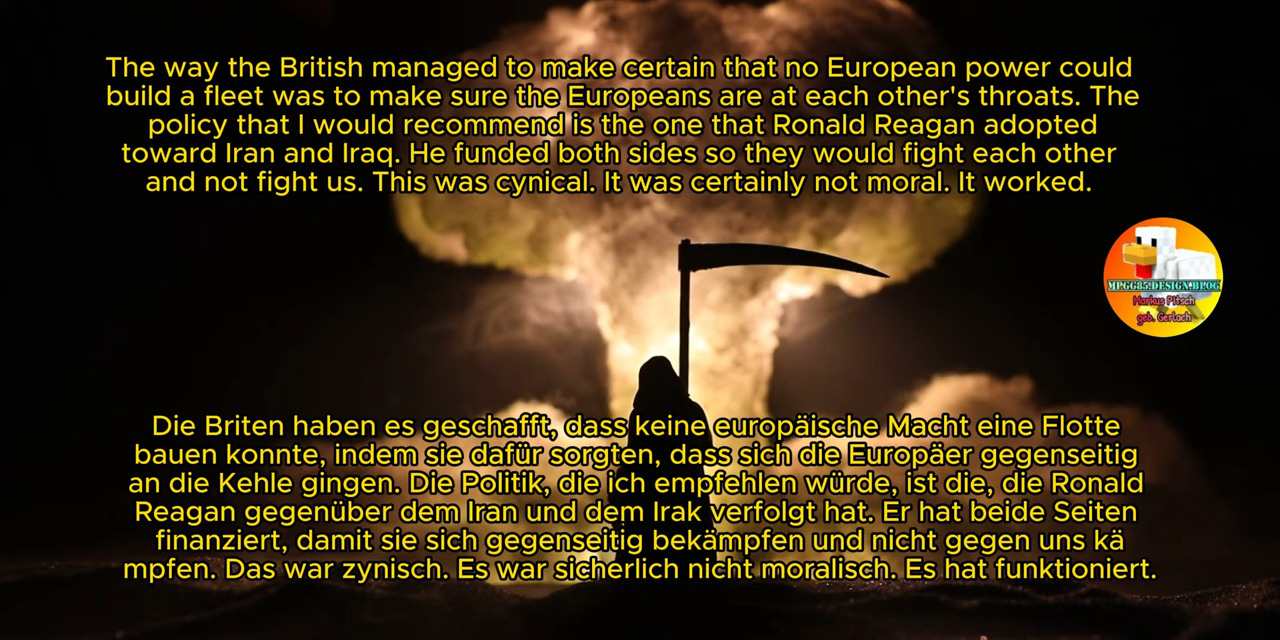 The way the British managed to make certain that no European power could
build a fleet was to make sure the Europeans are at each other's throats. The
policy that I would recommend is the one that Ronald Reagan adopted
toward Iran and Iraq. He funded both sides so they would fight each other
and not fight us. This was cynical. It was certainly not moral. It worked.
MPGG85.DESIGN.BLOG
Markus Pitsch
geb. Gerlach
Die Briten haben es geschafft, dass keine europäische Macht eine Flotte
bauen konnte, indem sie dafür sorgten, dass sich die Europäer gegenseitig
an die Kehle gingen. Die Politik, die ich empfehlen würde, ist die, die Ronald
Reagan gegenüber dem Iran und dem Irak verfolgt hat. Er hat beide Seiten
finanziert, damit sie sich gegenseitig bekämpfen und nicht gegen uns kä
mpfen. Das war zynisch. Es war sicherlich nicht moralisch. Es hat funktioniert.